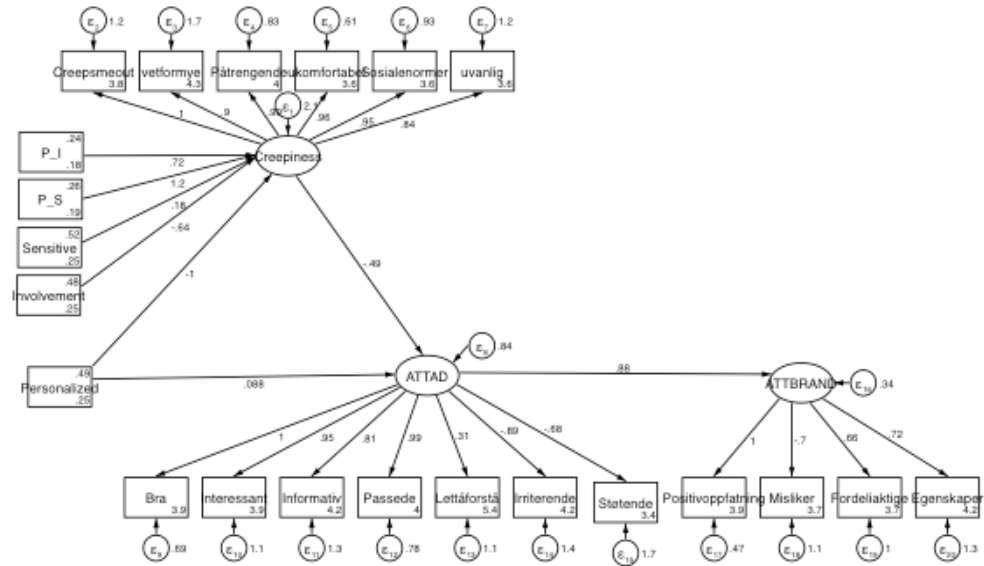 ε2 1.2 ε3 1.7 ε4 .83 ε5 .61 ε6 .93 ε7 1.2
Creepsmeout vetformye Påtrengende ukomfortabel Sosialenormer uvanlig
3.8 4.3 4 3.6 3.6 3.6
ε1
1 .9 .96 .95 .84
Creepiness
.24
P_I
.18
.72
.26
P_S
.19
1.2
.52
Sensitive
.25
.18
.48
Involvement
.25
-.64
-1
-.49
.49
Personalized
.25
.088
ATTAD
ε8 .84
.88
ATTBRAND
ε16 .34
1 .95 .81 .99 .31 -.89 -.68
1 -.7 .66 .72
Bra Interessant Informativ Passede Lettåforstå Irriterende Støtende Positivoppfatning Misliker Fordeliaktige Egenskaper
3.9 3.9 4.2 4 5.4 4.2 3.4 3.9 3.7 3.7 4.2
ε9 .69 ε10 1.1 ε11 1.3 ε12 .78 ε13 1.1 1.4 ε15 1.7 ε17 .47 ε18 1.1 ε19 1 ε20 1.3